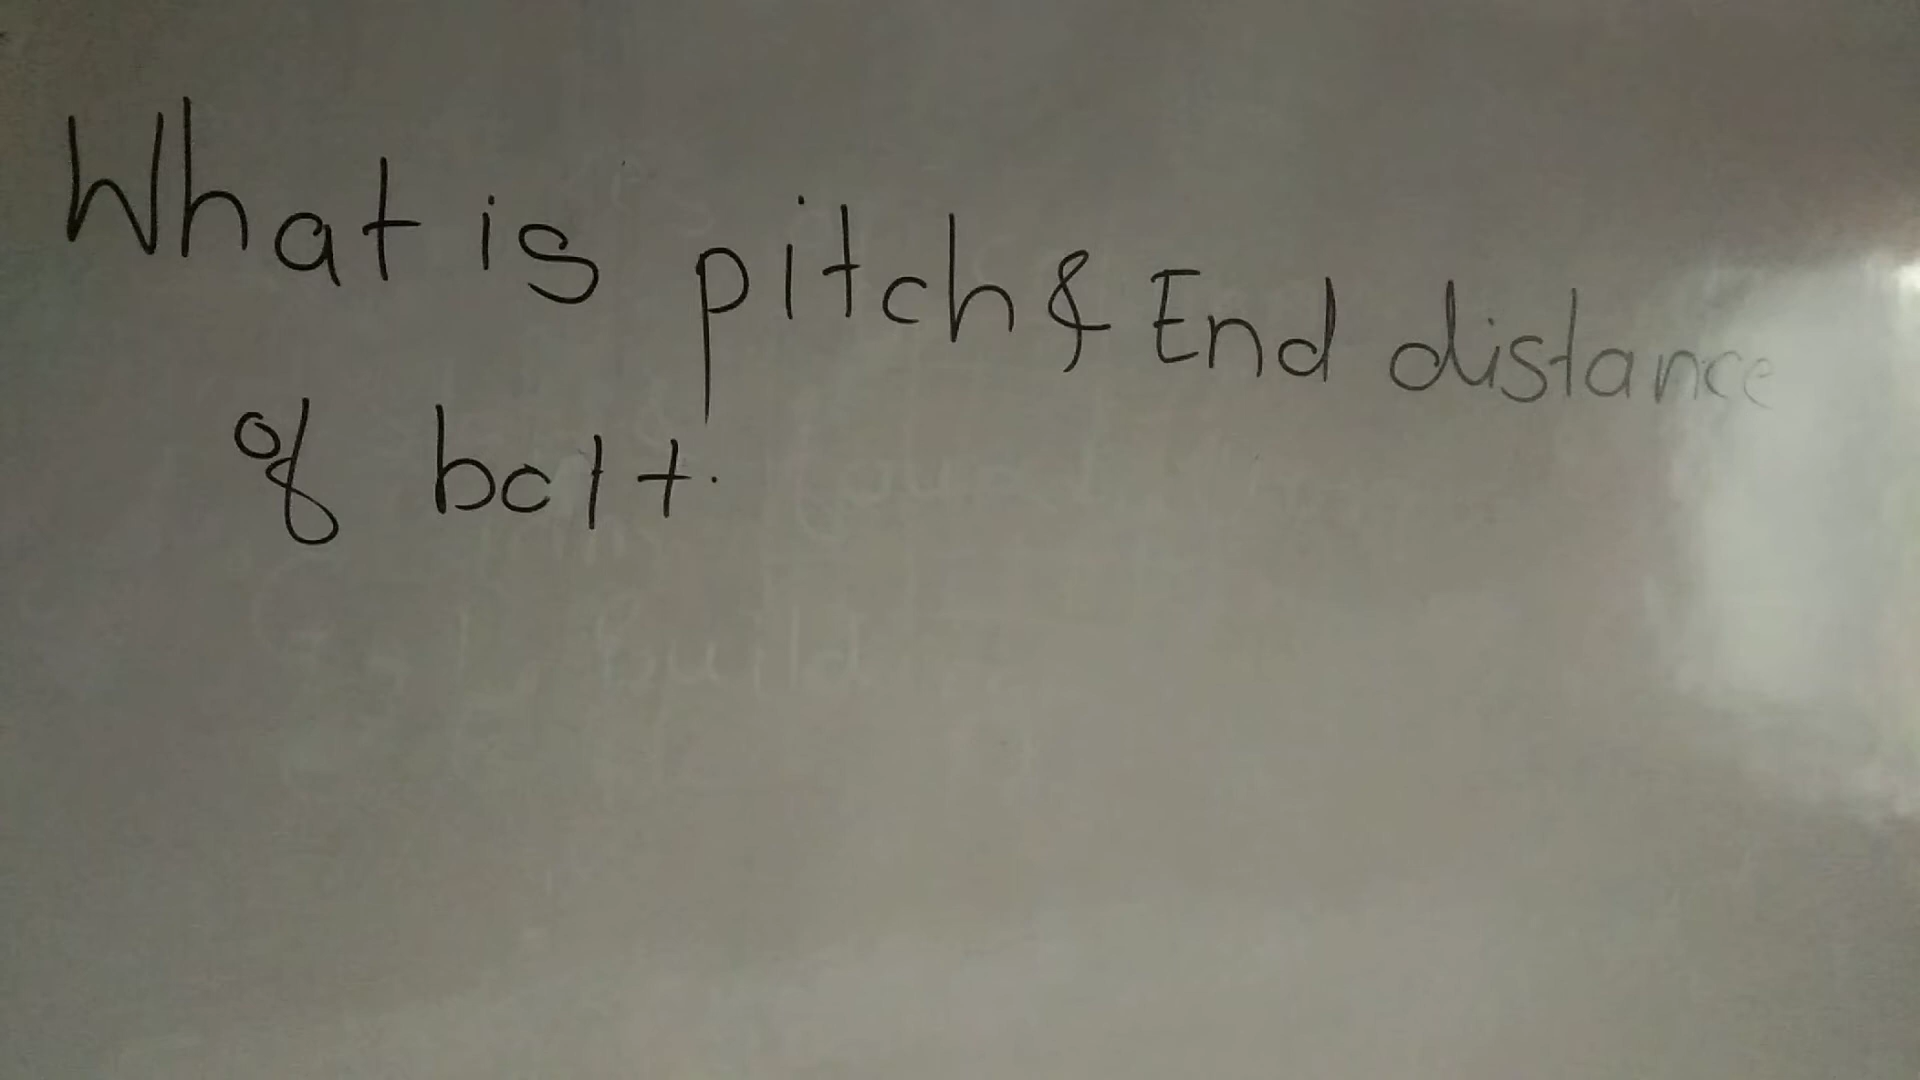 What is pitch & End distance
of bolt.